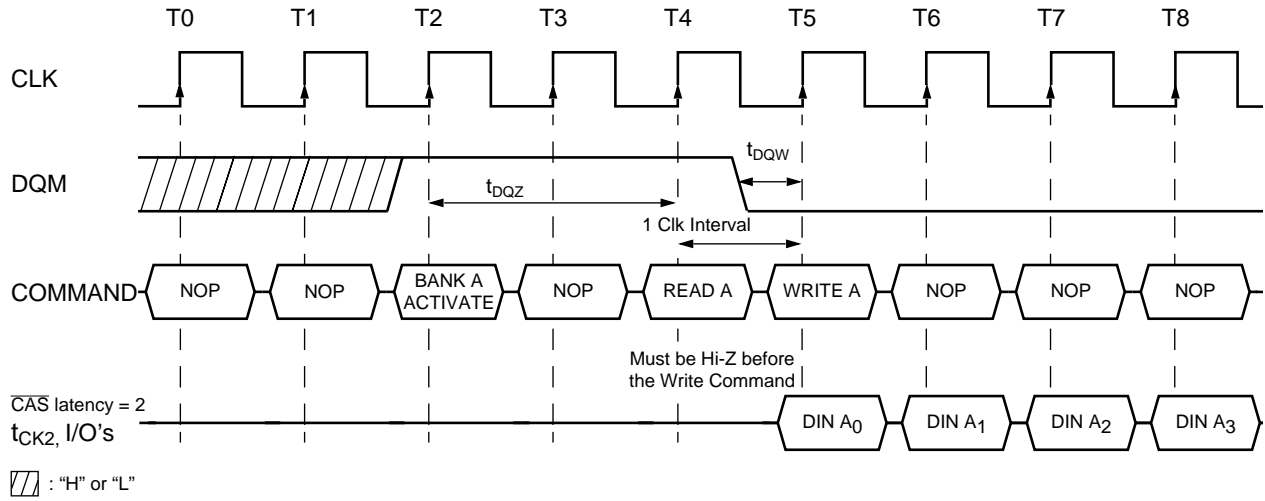 T0 T1 T2 T3 T4 T5 T6 T7 T8
CLK
tDQW
DQM
tDQZ
1 Clk Interval
COMMAND NOP NOP BANK A ACTIVATE NOP READ A WRITE A NOP NOP NOP
Must be Hi-Z before
the Write Command
CAS latency = 2
tCK2, I/O's DIN A0 DIN A1 DIN A2 DIN A3
: “H” or “L”